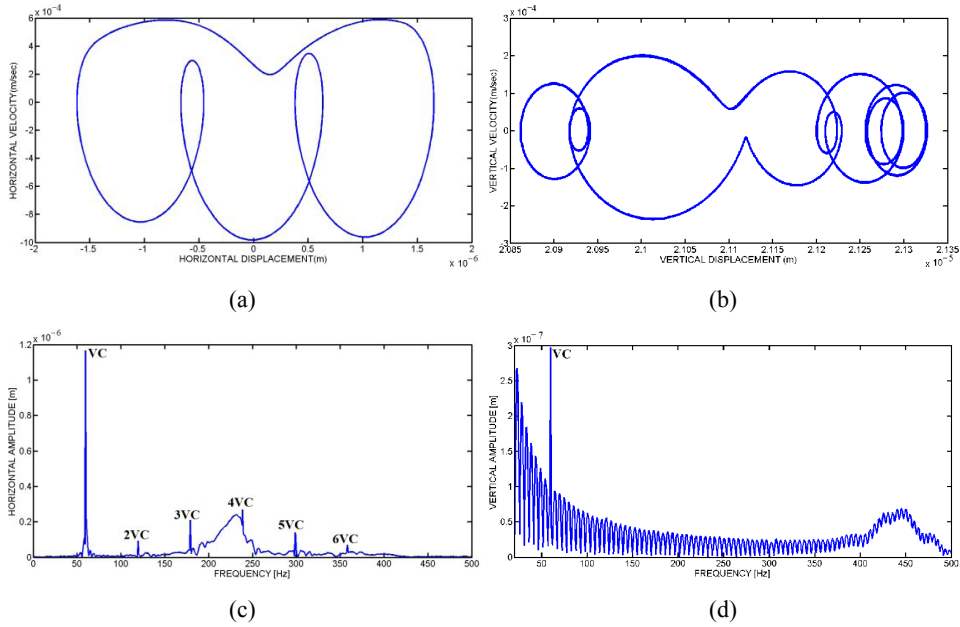 x 10⁻⁴
6
4
2
0
-2
-4
-6
-8
-10
HORIZONTAL VELOCITY(m/sec)
-2 -1.5 -1 -0.5 0 0.5 1 1.5 2
HORIZONTAL DISPLACEMENT(m)
x 10⁻⁶
(a)
x 10⁻⁴
3
2
1
0
-1
-2
-3
VERTICAL VELOCITY(m/sec)
2.085 2.09 2.095 2.1 2.105 2.11 2.115 2.12 2.125 2.13 2.135
VERTICAL DISPLACEMENT (m)
x 10⁻⁵
(b)
x 10⁻⁶
1.2
1
0.8
0.6
0.4
0.2
0
HORIZONTAL AMPLITUDE [m]
VC
2VC
3VC
4VC
5VC
6VC
0 50 100 150 200 250 300 350 400 450 500
FREQUENCY [Hz]
(c)
x 10⁻⁷
3
2.5
2
1.5
1
0.5
0
VERTICAL AMPLITUDE [m]
VC
50 100 150 200 250 300 350 400 450 500
FREQUENCY [Hz]
(d)